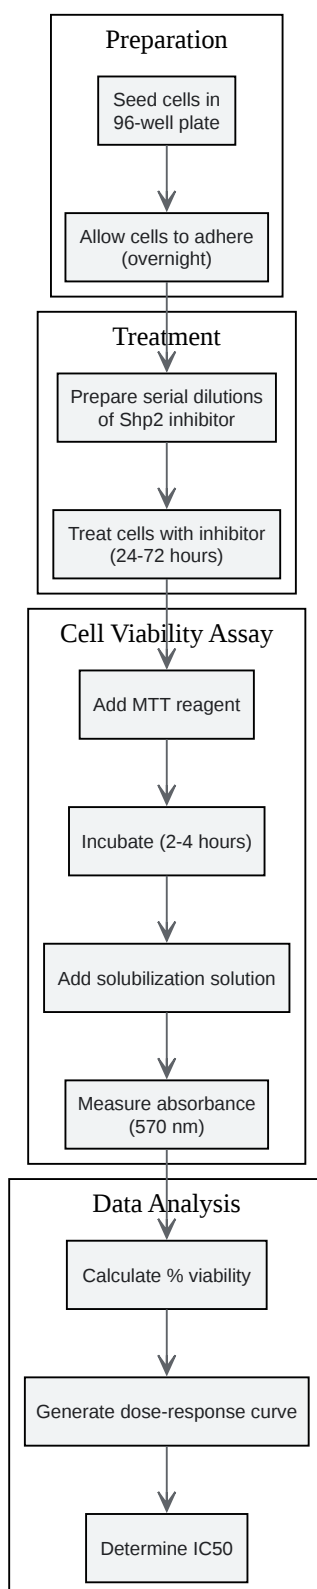 Preparation
Seed cells in
96-well plate
Allow cells to adhere
(overnight)
Treatment
Prepare serial dilutions
of Shp2 inhibitor
Treat cells with inhibitor
(24-72 hours)
Cell Viability Assay
Add MTT reagent
Incubate (2-4 hours)
Add solubilization solution
Measure absorbance
(570 nm)
Data Analysis
Calculate % viability
Generate dose-response curve
Determine IC50